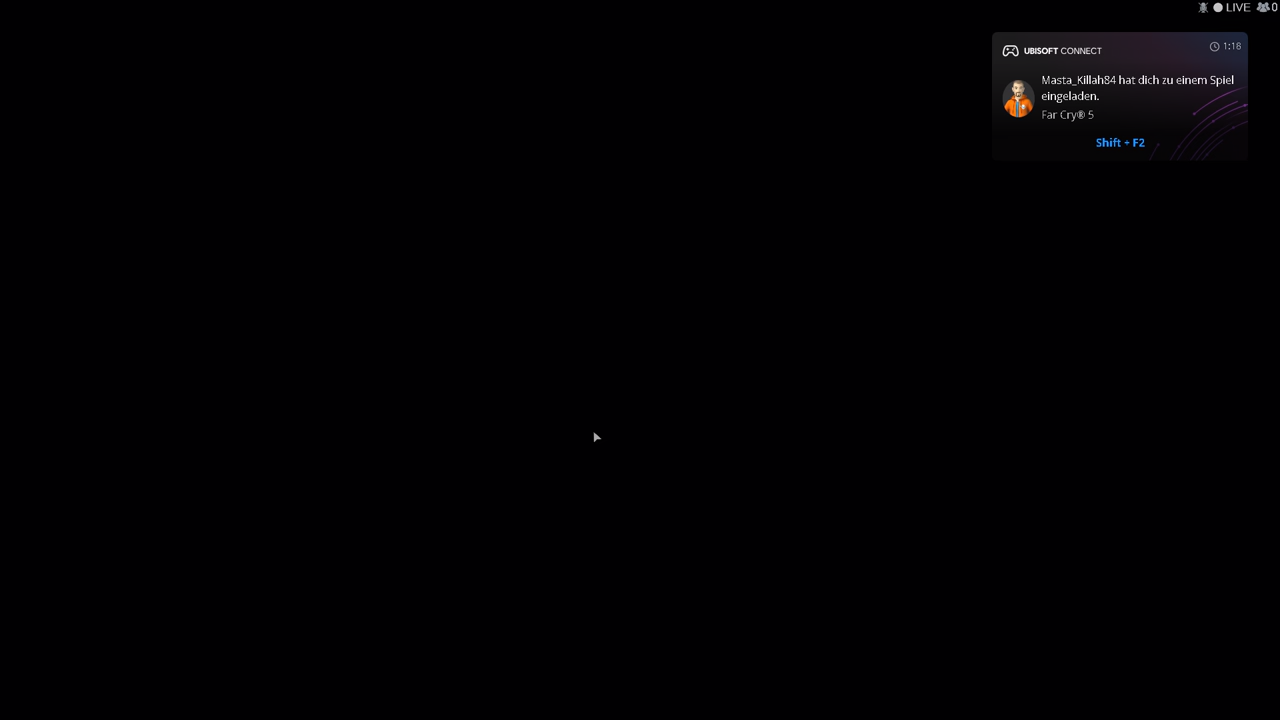 LIVE 0
UBISOFT CONNECT 1:18
Masta_Killah84 hat dich zu einem Spiel
eingeladen.
Far Cry® 5
Shift + F2